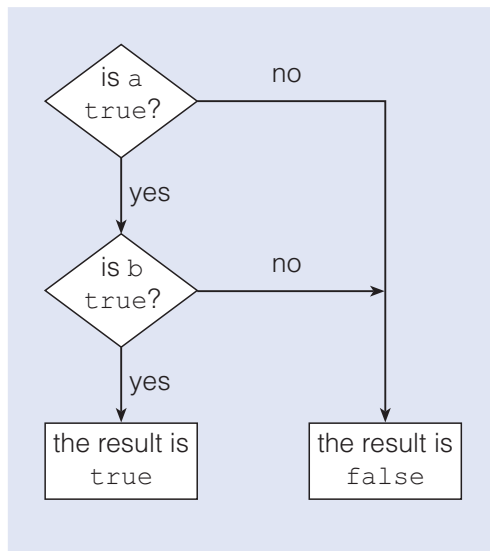 is a
true?
no
yes
is b
true?
no
yes
the result is
true
the result is
false